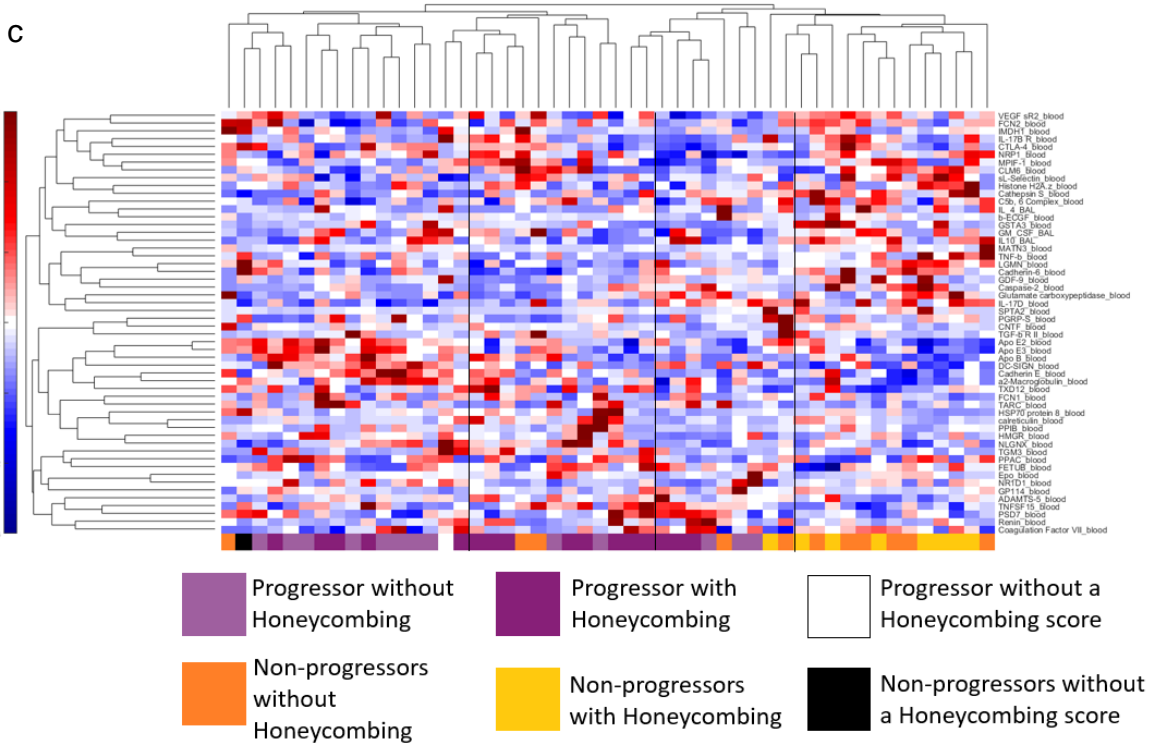 c
VEGF sR2_blood
FCN2_blood
IMDH1_blood
IL-17B R_blood
CTLA-4_blood
NRP1_blood
MPIF-1_blood
CLM6_blood
sL-Selectin_blood
Histone H2A.z_blood
Cathepsin S_blood
C5b, 6 Complex_blood
IL_4_BAL
b-ECGF_blood
GSTA3_blood
GM_CSF_BAL
IL10_BAL
MATN3_blood
TNF-b_blood
LGMN_blood
Cadherin-6_blood
GDF-9_blood
Caspase-2_blood
Glutamate carboxypeptidase_blood
IL-17D_blood
SPTA2_blood
PGRP-S_blood
CNTF_blood
TGF-b R II_blood
Apo E2_blood
Apo E3_blood
Apo B_blood
DC-SIGN_blood
Cadherin E_blood
a2-Macroglobulin_blood
TXD12_blood
FCN1_blood
TARC_blood
HSP70 protein 8_blood
calreticulin_blood
PPIB_blood
HMGR_blood
NLGNX_blood
TGM3_blood
PPAC_blood
FETUB_blood
Epo_blood
NR1D1_blood
GP114_blood
ADAMTS-5_blood
TNFSF15_blood
PSD7_blood
Renin_blood
Coagulation Factor VII_blood
Progressor without
Honeycombing
Progressor with
Honeycombing
Progressor without a
Honeycombing score
Non-progressors
without
Honeycombing
Non-progressors
with Honeycombing
Non-progressors without
a Honeycombing score